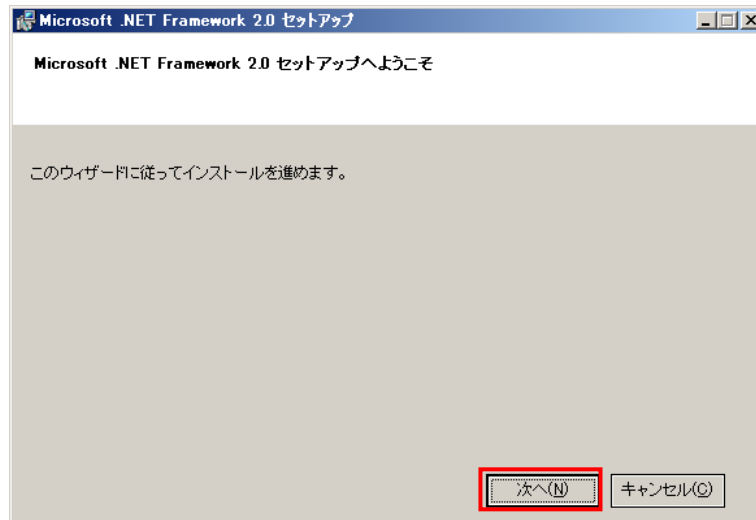 Microsoft .NET Framework 2.0 セットアップ
Microsoft .NET Framework 2.0 セットアップへようこそ
このウィザードに従ってインストールを進めます。
次へ(N)
キャンセル(C)